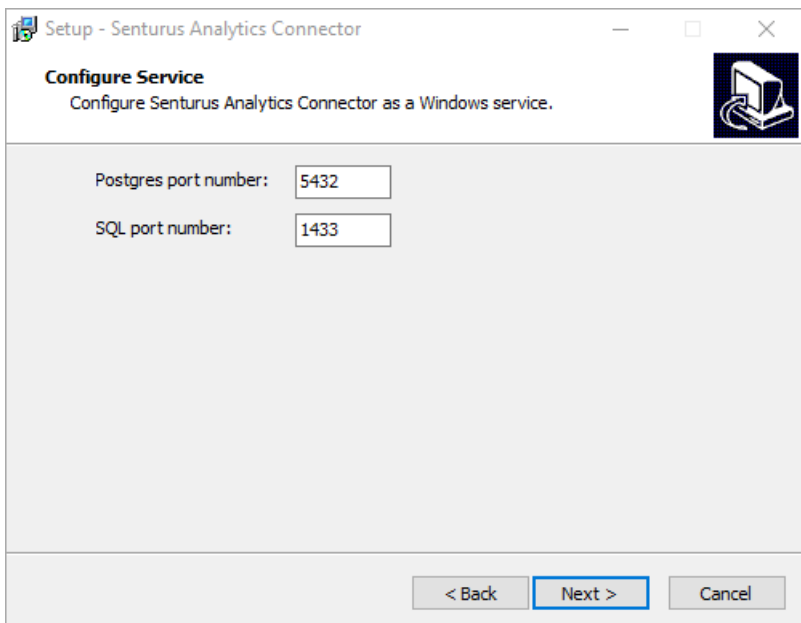 Setup - Senturus Analytics Connector
Configure Service
Configure Senturus Analytics Connector as a Windows service.
Postgres port number: 5432
SQL port number: 1433
< Back Next > Cancel